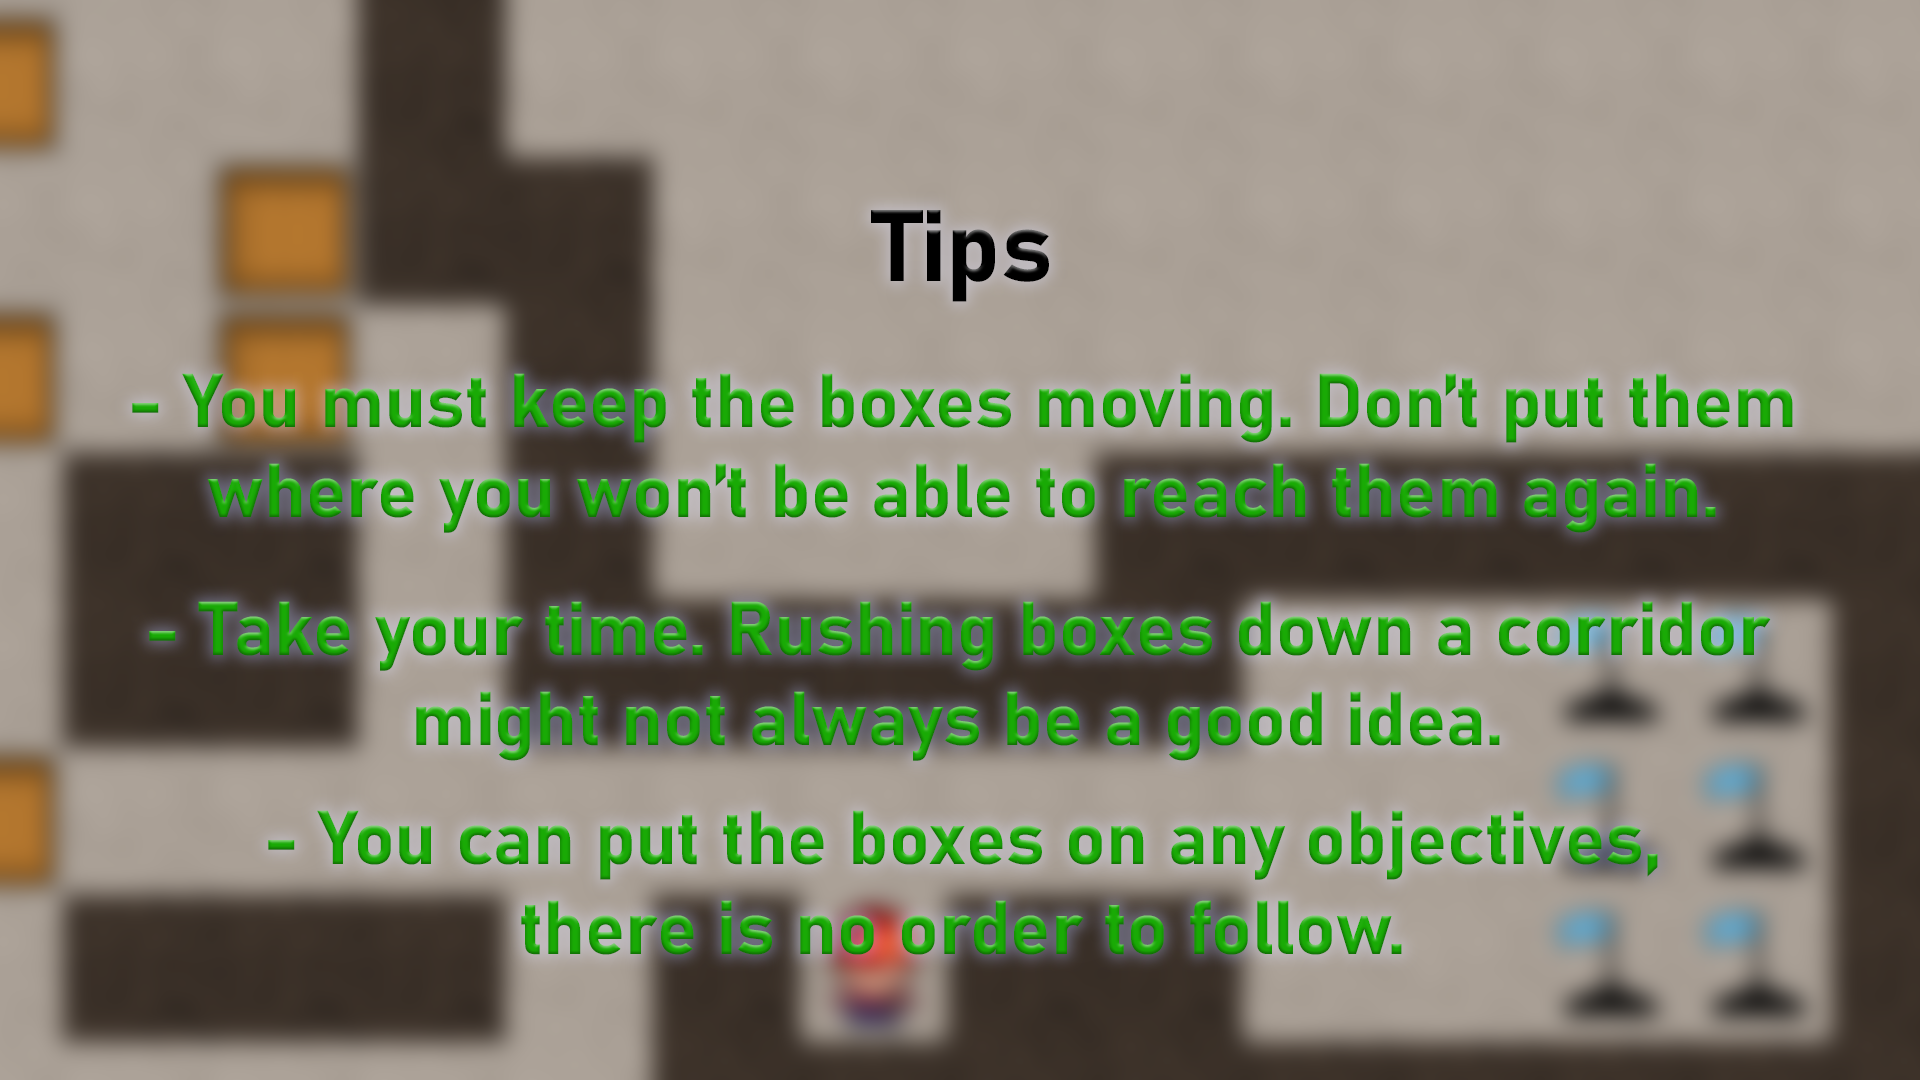 Tips
- You must keep the boxes moving. Don't put them
where you won't be able to reach them again.
- Take your time. Rushing boxes down a corridor
might not always be a good idea.
- You can put the boxes on any objectives,
there is no order to follow.